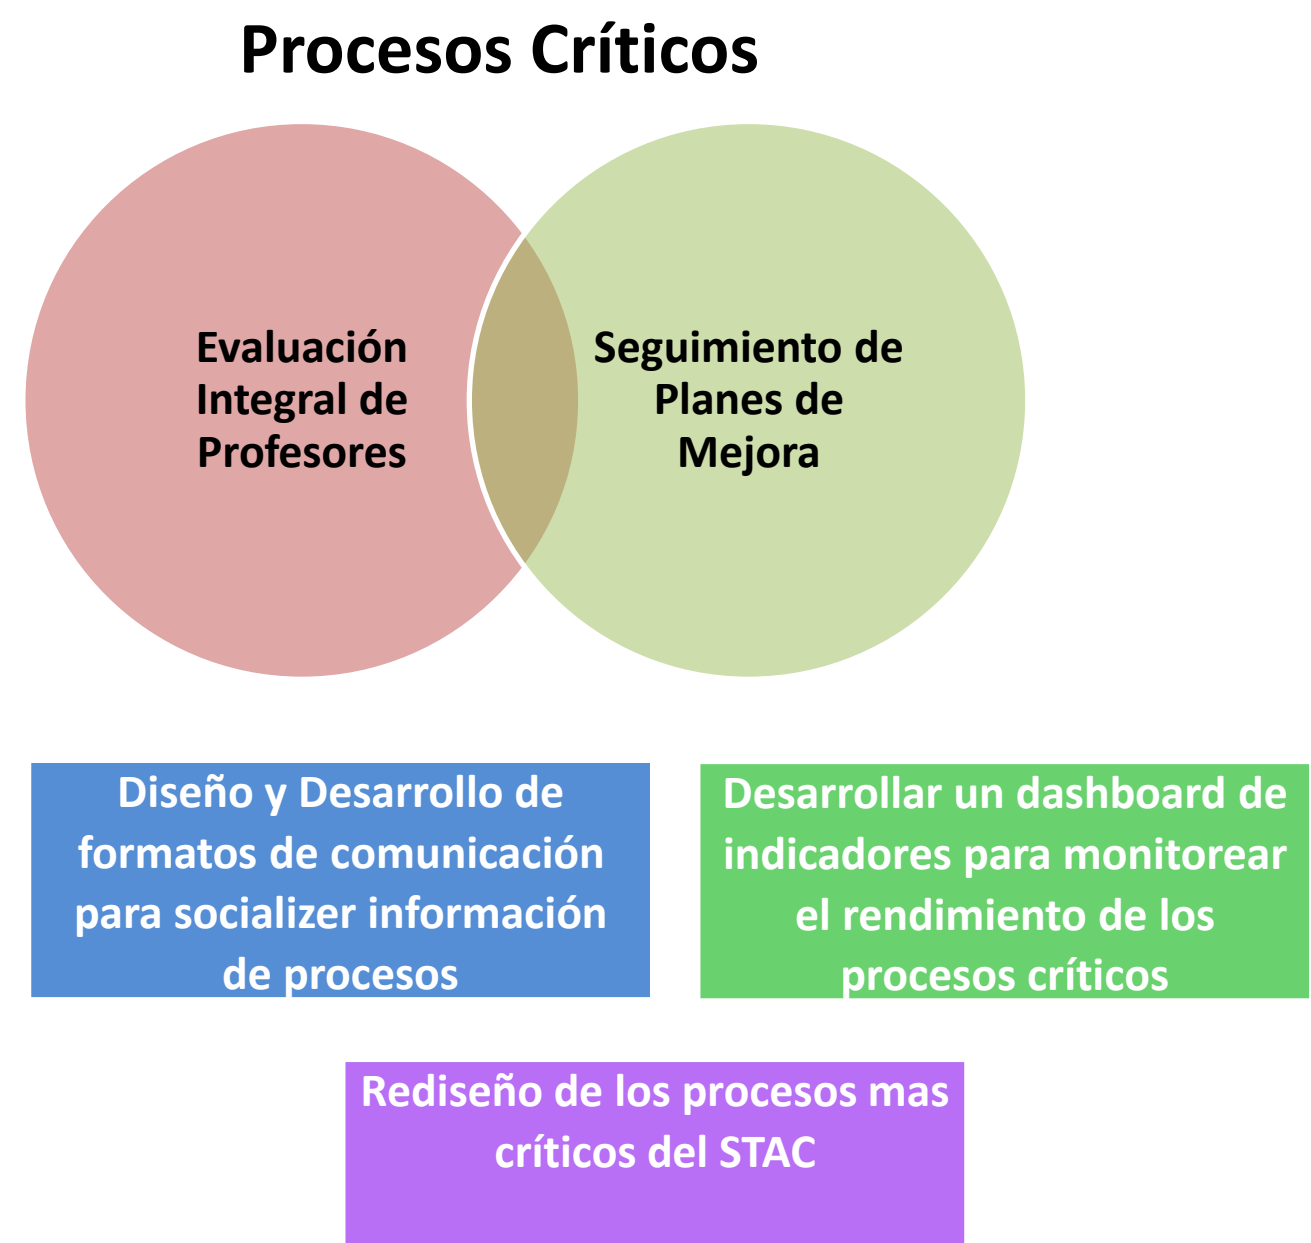 Procesos Críticos
Evaluación
Integral de
Profesores
Seguimiento de
Planes de
Mejora
Diseño y Desarrollo de
formatos de comunicación
para socializer información
de procesos
Desarrollar un dashboard de
indicadores para monitorear
el rendimiento de los
procesos críticos
Rediseño de los procesos mas
críticos del STAC